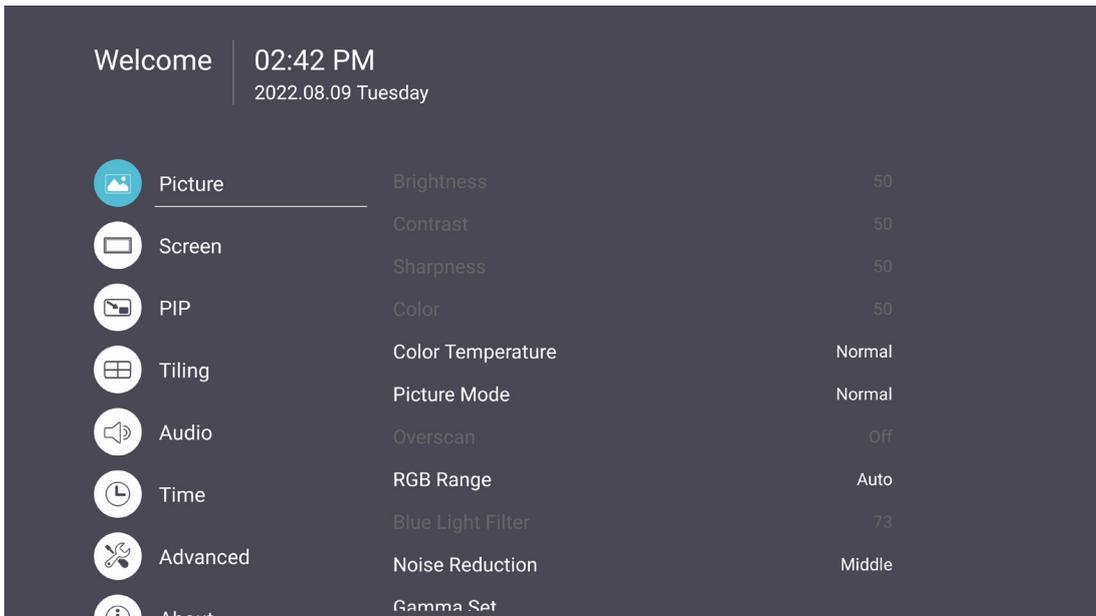 Welcome
02:42 PM
2022.08.09 Tuesday
Picture
Screen
PIP
Tiling
Audio
Time
Advanced
About
Brightness 50
Contrast 50
Sharpness 50
Color 50
Color Temperature Normal
Picture Mode Normal
Overscan Off
RGB Range Auto
Blue Light Filter 73
Noise Reduction Middle
Gamma Set